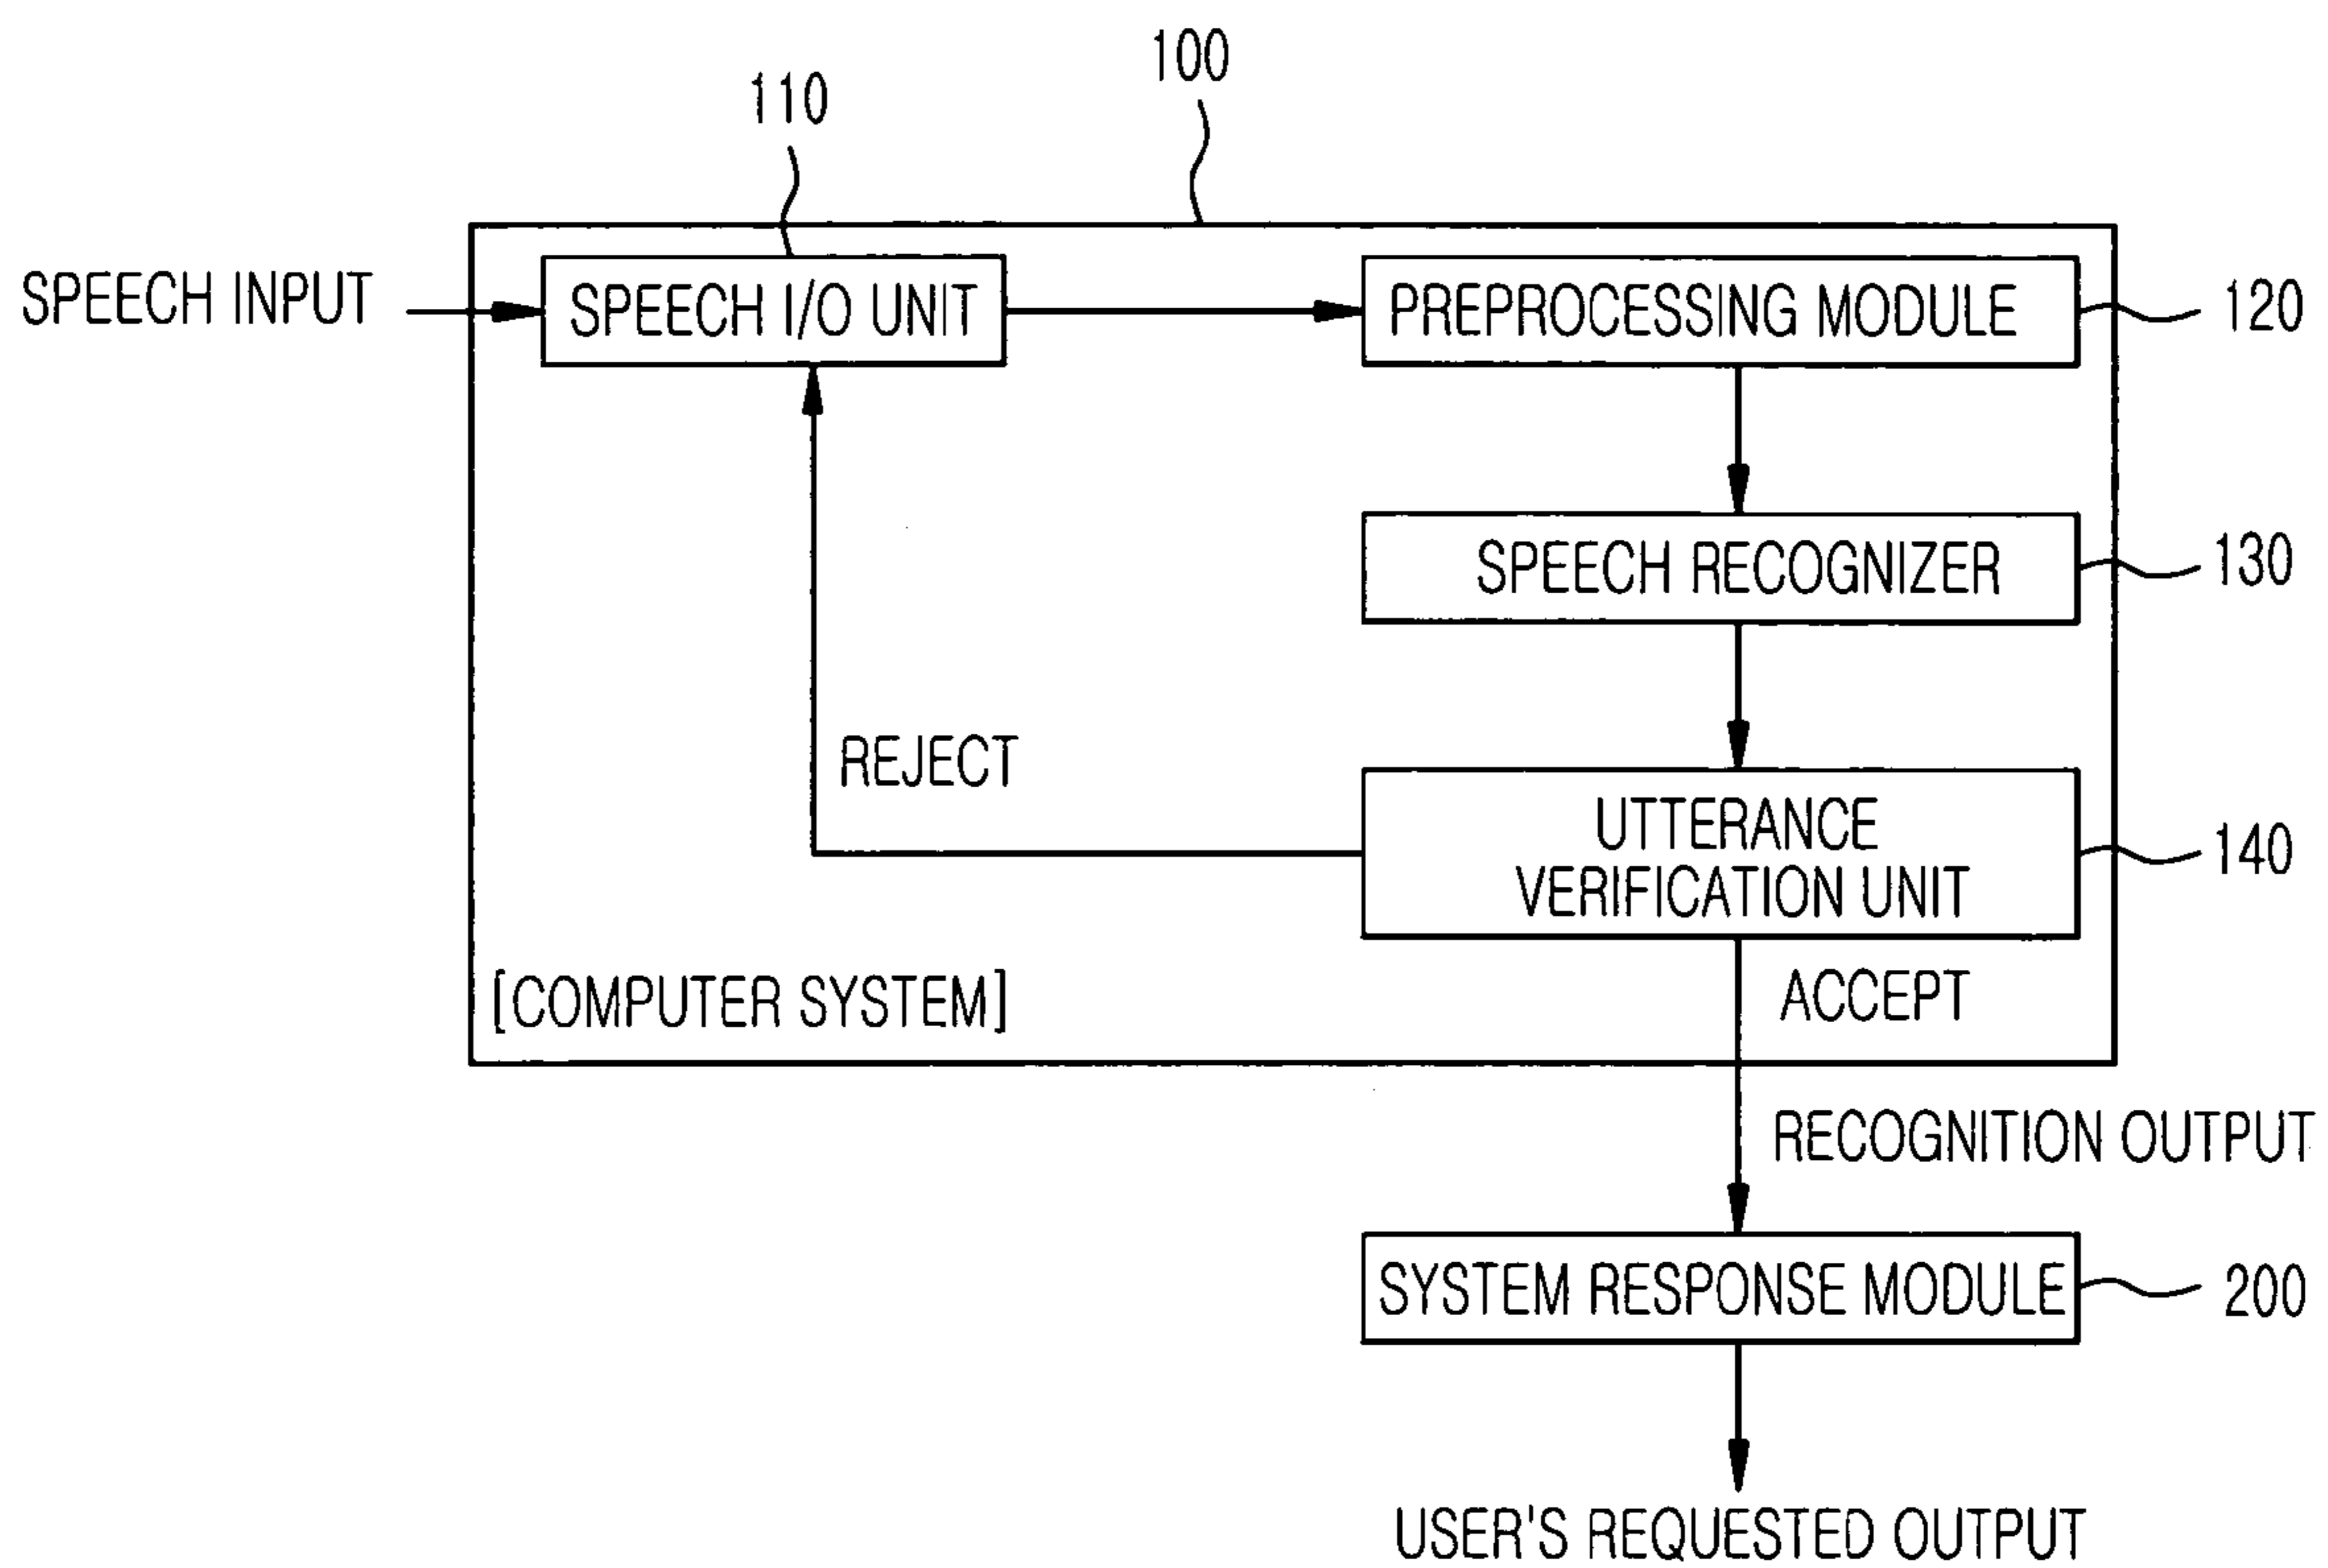 100
110
SPEECH INPUT
SPEECH I/O UNIT
PREPROCESSING MODULE
120
SPEECH RECOGNIZER
130
REJECT
UTTERANCE
VERIFICATION UNIT
140
[COMPUTER SYSTEM]
ACCEPT
RECOGNITION OUTPUT
SYSTEM RESPONSE MODULE
200
USER'S REQUESTED OUTPUT